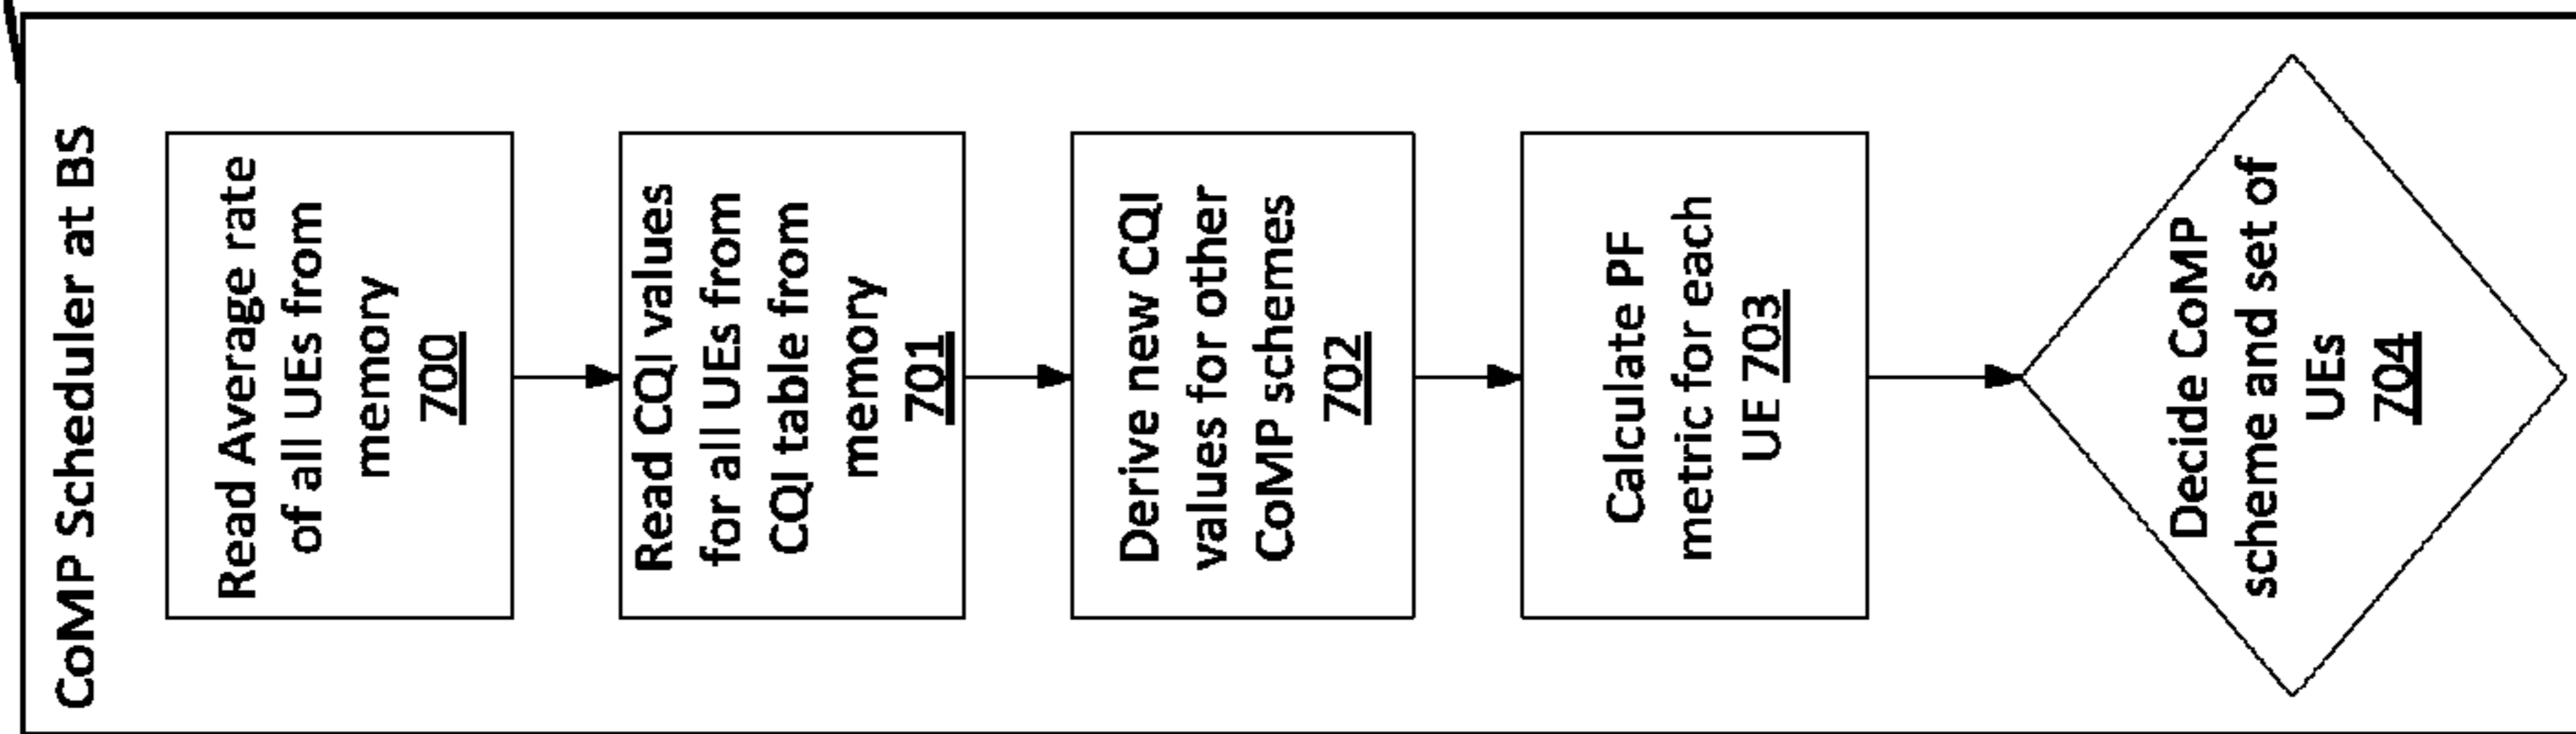 CoMP Scheduler at BS
Read Average rate
of all UEs from
memory
700
Read CQI values
for all UEs from
CQI table from
memory
701
Derive new CQI
values for other
CoMP schemes
702
Calculate PF
metric for each
UE 703
Decide CoMP
scheme and set of
UEs
704